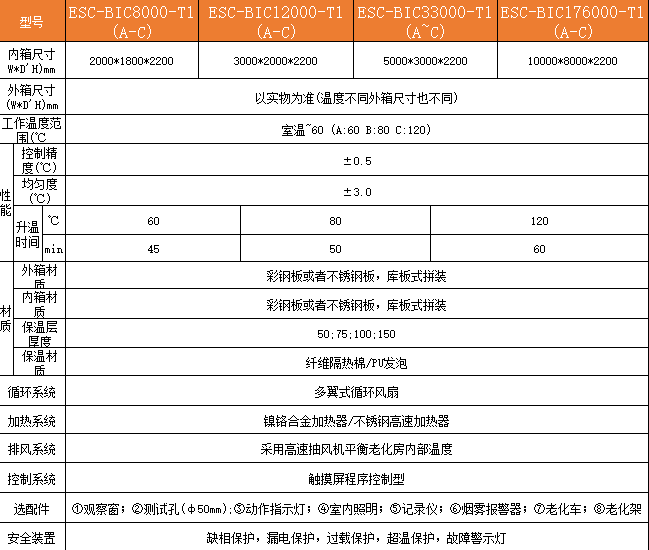 型号
ESC-BIC8000-T1
(A-C)
ESC-BIC12000-T1
(A-C)
ESC-BIC33000-T1
(A~C)
ESC-BIC176000-T1
(A-C)
内箱尺寸
W*D'H)mm
2000*1800*2200
3000*2000*2200
5000*3000*2200
10000*8000*2200
外箱尺寸
(W*D'H)mm
以实物为准(温度不同外箱尺寸也不同)
工作温度范
围(℃
室温~60 (A:60 B:80 C:120)
性能
控制精
度(℃)
±0.5
均匀度
(℃)
±3.0
升温
时间
℃
60
80
120
min
45
50
60
材质
外箱材
质
彩钢板或者不锈钢板，库板式拼装
内箱材
质
彩钢板或者不锈钢板，库板式拼装
保温层
厚度
50;75;100;150
保温材
质
纤维隔热棉/PU发泡
循环系统
多翼式循环风扇
加热系统
镍铬合金加热器/不锈钢高速加热器
排风系统
采用高速抽风机平衡老化房内部温度
控制系统
触摸屏程序控制型
选配件
①观察窗；②测试孔(φ50mm);③动作指示灯；④室内照明；⑤记录仪；⑥烟雾报警器；⑦老化车；⑧老化架
安全装置
缺相保护，漏电保护，过载保护，超温保护，故障警示灯